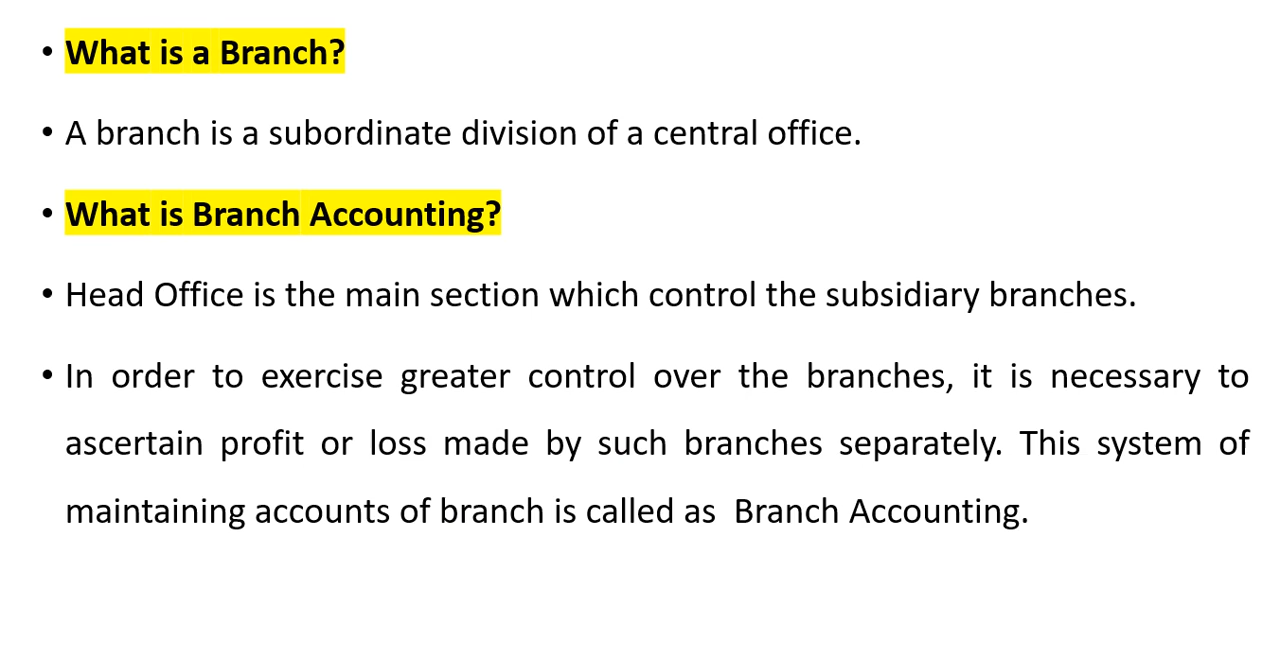 • What is a Branch?
• A branch is a subordinate division of a central office.
• What is Branch Accounting?
• Head Office is the main section which control the subsidiary branches.
• In order to exercise greater control over the branches, it is necessary to
ascertain profit or loss made by such branches separately. This system of
maintaining accounts of branch is called as  Branch Accounting.